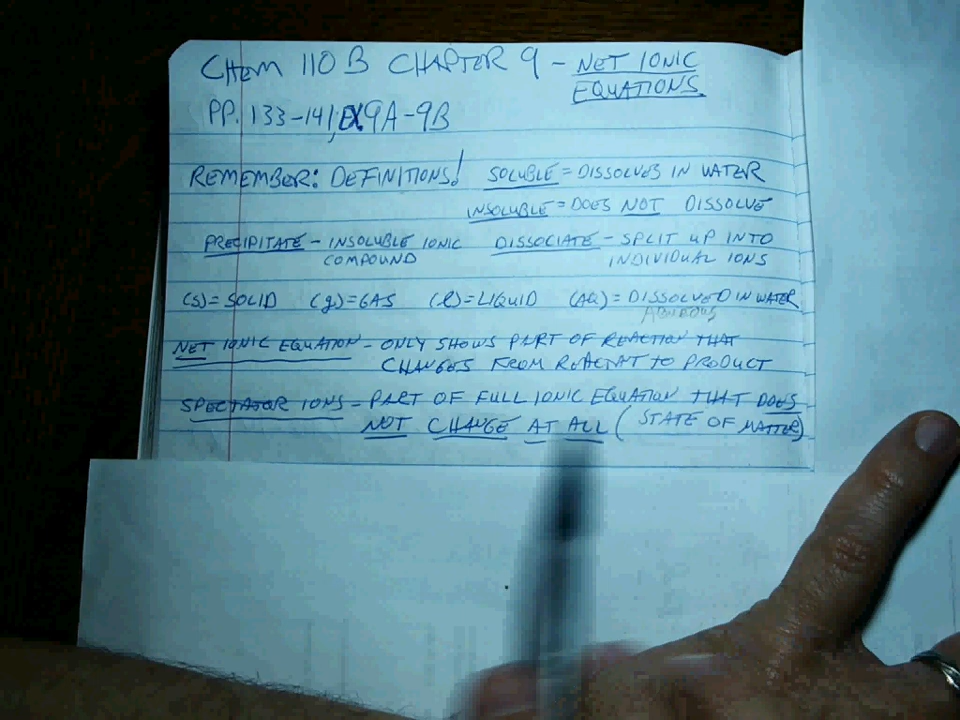 CHEM 110B CHAPTER 9 - NET IONIC
EQUATIONS
PP. 133-141, EX 9A-9B
REMEMBER: DEFINITIONS! SOLUBLE = DISSOLVES IN WATER
INSOLUBLE = DOES NOT DISSOLVE
PRECIPITATE - INSOLUBLE IONIC COMPOUND
DISSOCIATE - SPLIT UP INTO INDIVIDUAL IONS
(s)=SOLID (g)=GAS (l)=LIQUID (AQ)= DISSOLVED IN WATER
AQUEOUS
NET IONIC EQUATION - ONLY SHOWS PART OF REACTION THAT
CHANGES FROM REACTAT TO PRODUCT
SPECTATOR IONS - PART OF FULL IONIC EQUATION THAT DOES
NOT CHANGE AT ALL (STATE OF MATTER)